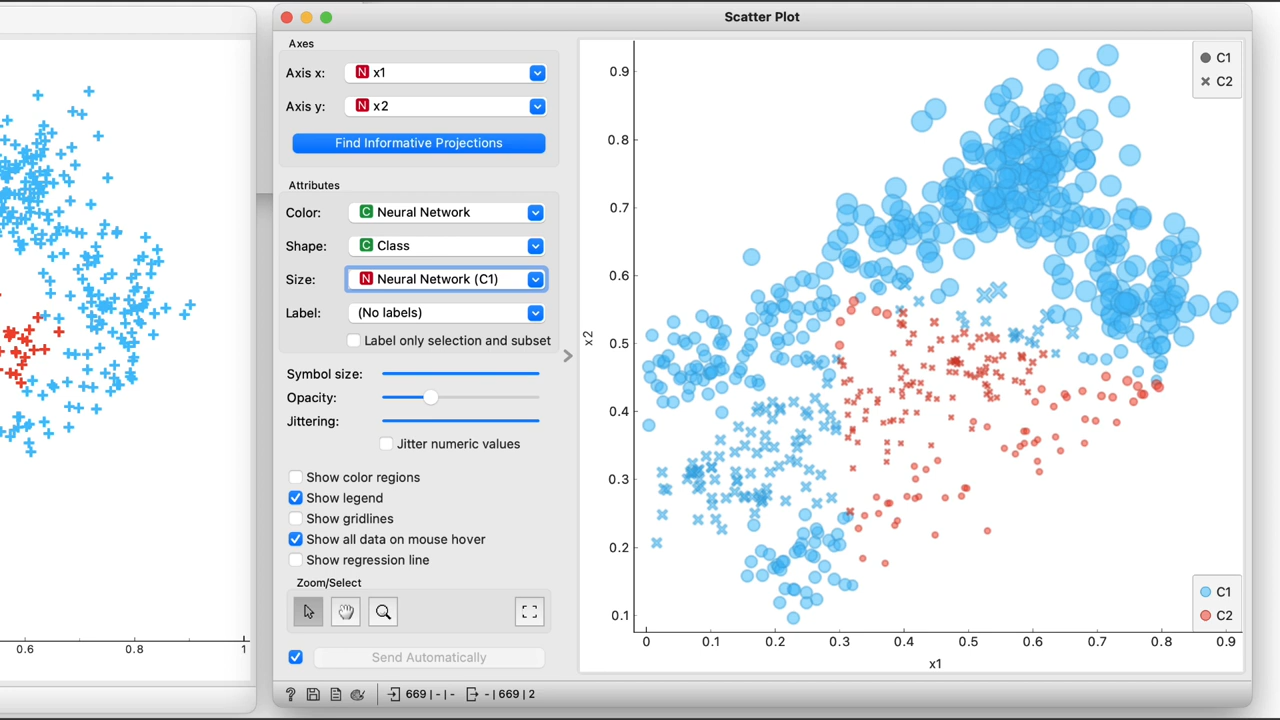 Scatter Plot
Axes
Axis x: N x1
Axis y: N x2
Find Informative Projections
Attributes
Color: C Neural Network
Shape: C Class
Size: N Neural Network (C1)
Label: (No labels)
Label only selection and subset
Symbol size:
Opacity:
Jittering:
Jitter numeric values
Show color regions
Show legend
Show gridlines
Show all data on mouse hover
Show regression line
Zoom/Select
Send Automatically
? 669 | - | - - | 669 | 2
C1
C2
0.9
0.8
0.7
0.6
0.5
0.4
0.3
0.2
0.1
x2
C1
C2
0 0.1 0.2 0.3 0.4 0.5 0.6 0.7 0.8 0.9
x1
0.6 0.8 1